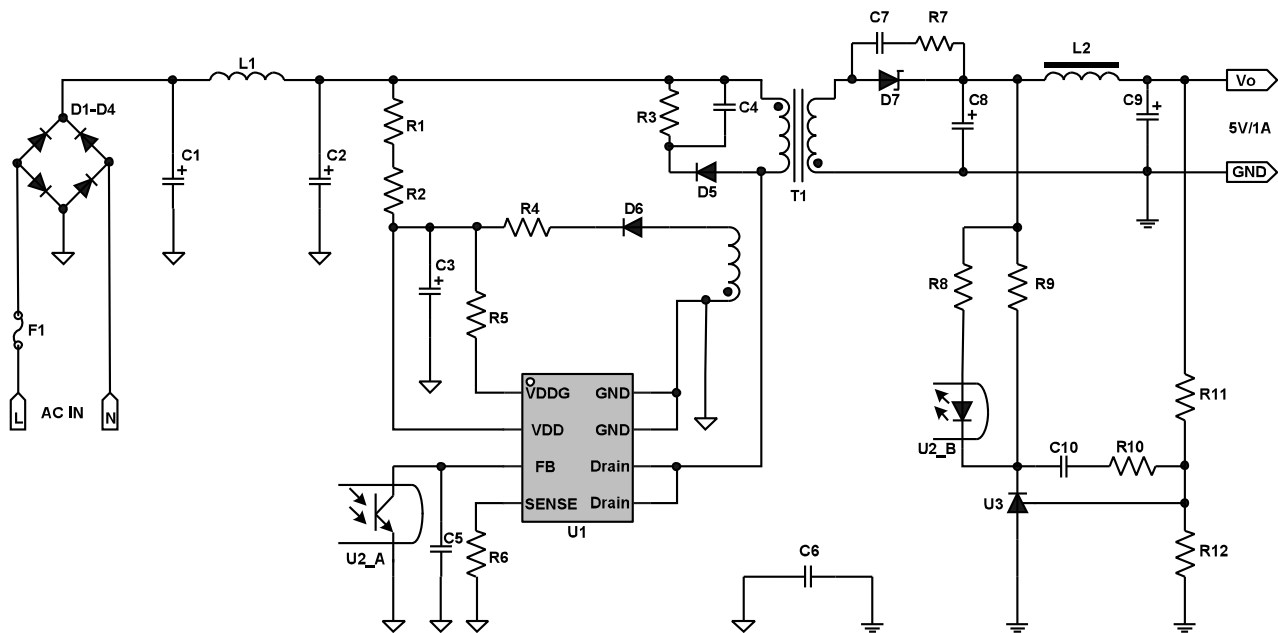 C7
R7
L1
L2
D1-D4
D7
C8
C9
Vo
R3
C4
5V/1A
R1
C1
C2
R2
D5
T1
GND
R4
D6
C3
R8
R9
R5
F1
VDDG
GND
L
AC IN
N
VDD
GND
R11
U2_B
C10
R10
FB
Drain
SENSE
Drain
U3
U1
C5
R6
U2_A
C6
R12